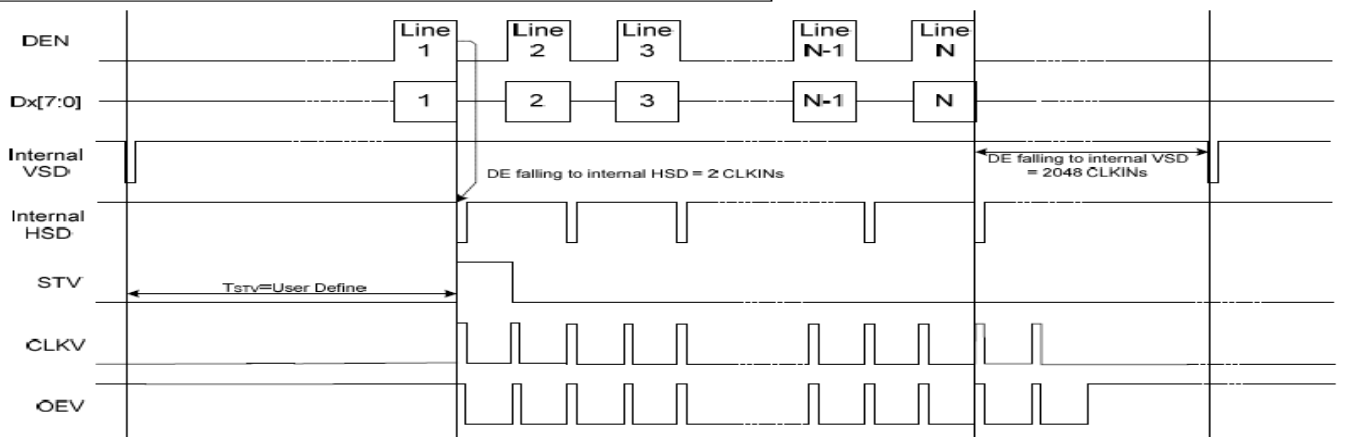 DEN
Line 1
Line 2
Line 3
Line N-1
Line N
Dx[7:0]
1
2
3
N-1
N
Internal VSD
DE falling to internal HSD = 2 CLKINs
DE falling to internal VSD
= 2048 CLKINs
Internal HSD
STV
TSTV=User Define
CLKV
OEV